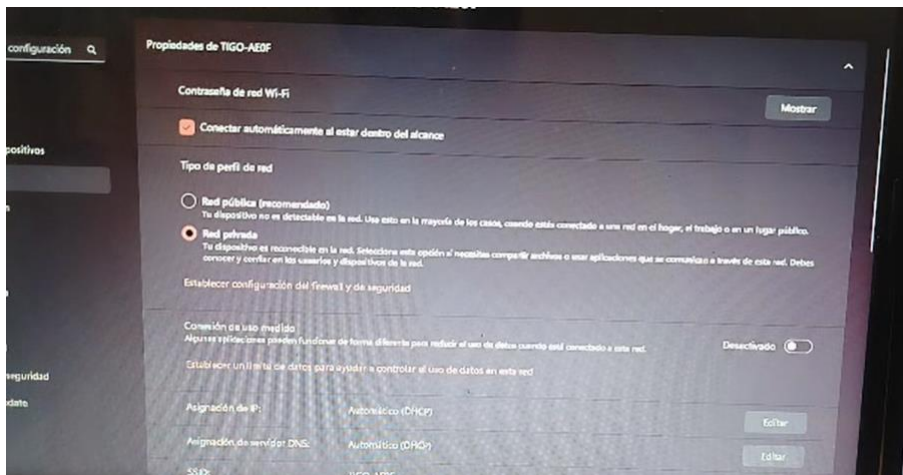 configuración
Propiedades de TIGO-AE0F
Contraseña de red Wi-Fi
Mostrar
Conectar automáticamente al estar dentro del alcance
positivos
Tipo de perfil de red
Red pública (recomendado)
Tu dispositivo no es detectable en la red. Usa esto en la mayoría de los casos, cuando estés conectado a una red en el hogar, el trabajo o en un lugar público.
Red privada
Tu dispositivo es reconocible en la red. Selecciona esta opción si necesitas compartir archivos o usar aplicaciones que se comunican a través de esta red. Debes
conocer y confiar en los usuarios y dispositivos de la red.
Establecer configuración del firewall y de seguridad
Conexión de uso medido
Algunas aplicaciones pueden funcionar de forma diferente para reducir el uso de datos cuando esté conectado a esta red.
Desactivado
Establecer un límite de datos para ayudar a controlar el uso de datos en esta red
seguridad
date
Asignación de IP:
Automático (DHCP)
Editar
Asignación de servidor DNS:
Automático (DHCP)
Editar
SSID: